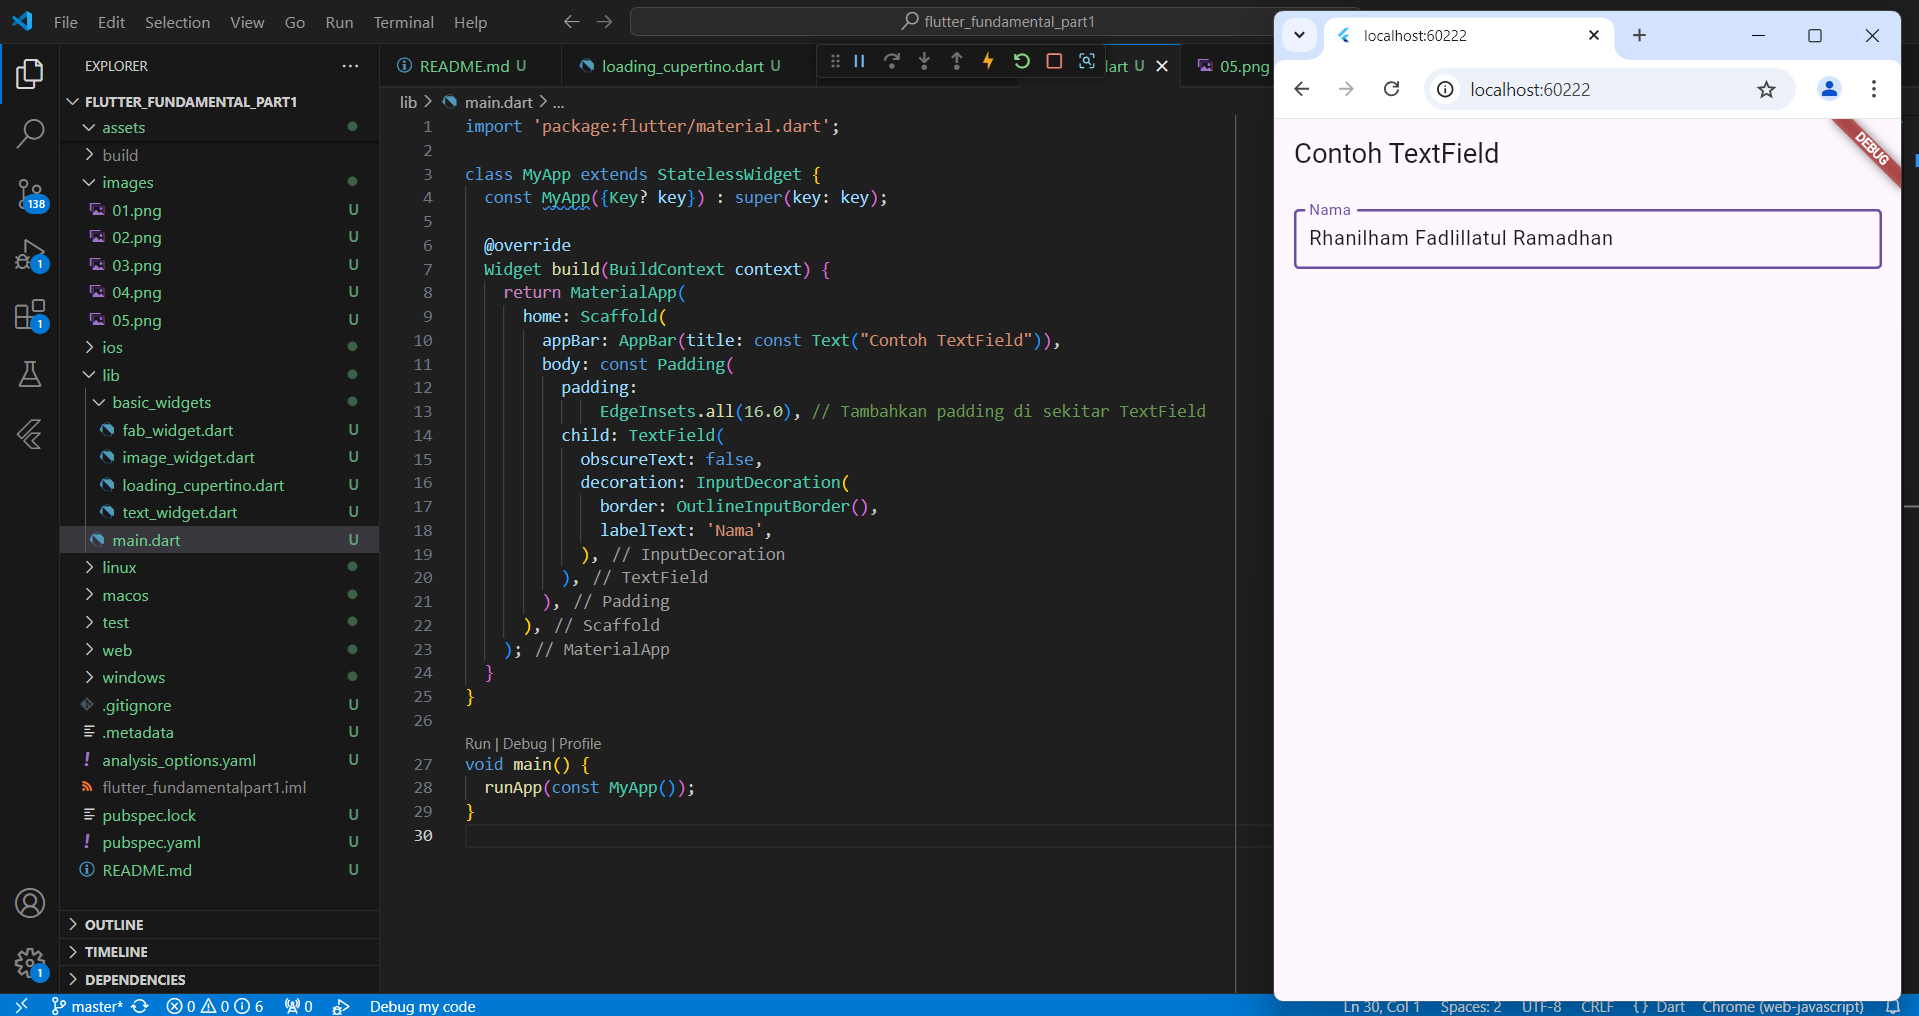 File Edit Selection View Go Run Terminal Help
flutter_fundamental_part1
EXPLORER
FLUTTER_FUNDAMENTAL_PART1
assets
build
images
01.png U
02.png U
03.png U
04.png U
05.png U
ios
lib
basic_widgets
fab_widget.dart U
image_widget.dart U
loading_cupertino.dart U
text_widget.dart U
main.dart U
linux
macos
test
web
windows
.gitignore U
.metadata U
analysis_options.yaml U
flutter_fundamentalpart1.iml
pubspec.lock U
pubspec.yaml U
README.md U
OUTLINE
TIMELINE
DEPENDENCIES
138
1
1
1
README.md U
loading_cupertino.dart U
lart U
05.png
lib > main.dart > ...
1 import 'package:flutter/material.dart';
2
3 class MyApp extends StatelessWidget {
4 const MyApp({Key? key}) : super(key: key);
5
6 @override
7 Widget build(BuildContext context) {
8 return MaterialApp(
9 home: Scaffold(
10 appBar: AppBar(title: const Text("Contoh TextField")),
11 body: const Padding(
12 padding:
13 EdgeInsets.all(16.0), // Tambahkan padding di sekitar TextField
14 child: TextField(
15 obscureText: false,
16 decoration: InputDecoration(
17 border: OutlineInputBorder(),
18 labelText: 'Nama',
19 ), // InputDecoration
20 ), // TextField
21 ), // Padding
22 ), // Scaffold
23 ); // MaterialApp
24 }
25 }
26
Run | Debug | Profile
27 void main() {
28 runApp(const MyApp());
29 }
30
localhost:60222
localhost:60222
DEBUG
Contoh TextField
Nama
Rhanilham Fadlillatul Ramadhan
master* 0 0 6 0 Debug my code
Ln 30, Col 1 Spaces: 2 UTF-8 CRLF {} Dart Chrome (web-javascript)